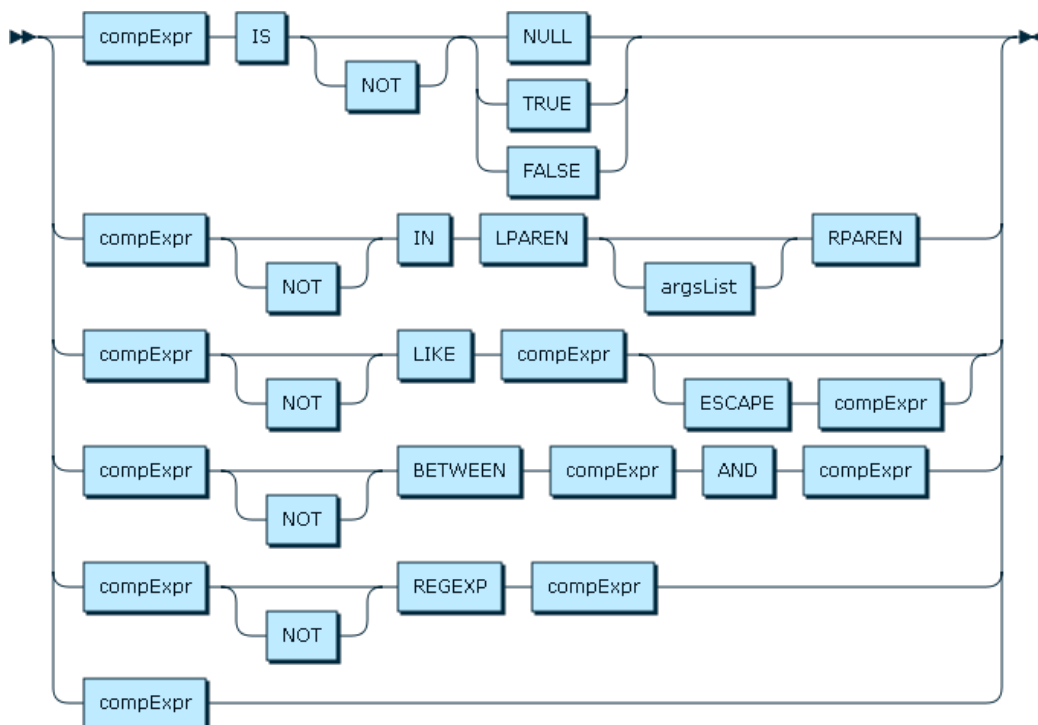 compExpr IS NULL
NOT
TRUE
FALSE
compExpr IN LPAREN RPAREN
NOT argsList
compExpr LIKE compExpr
NOT ESCAPE compExpr
compExpr BETWEEN compExpr AND compExpr
NOT
compExpr REGEXP compExpr
NOT
compExpr